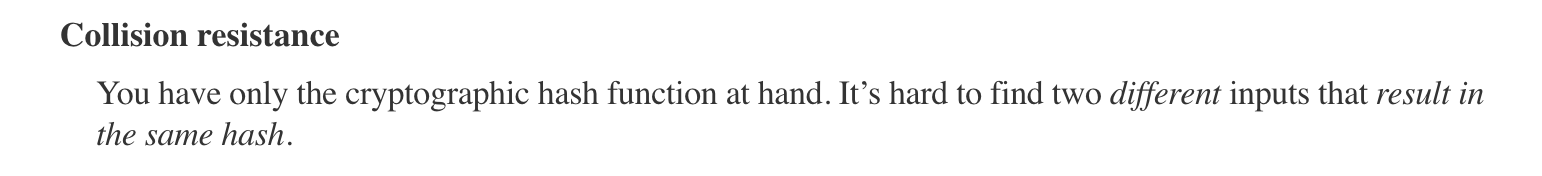 Collision resistance
You have only the cryptographic hash function at hand. It’s hard to find two different inputs that result in
the same hash.